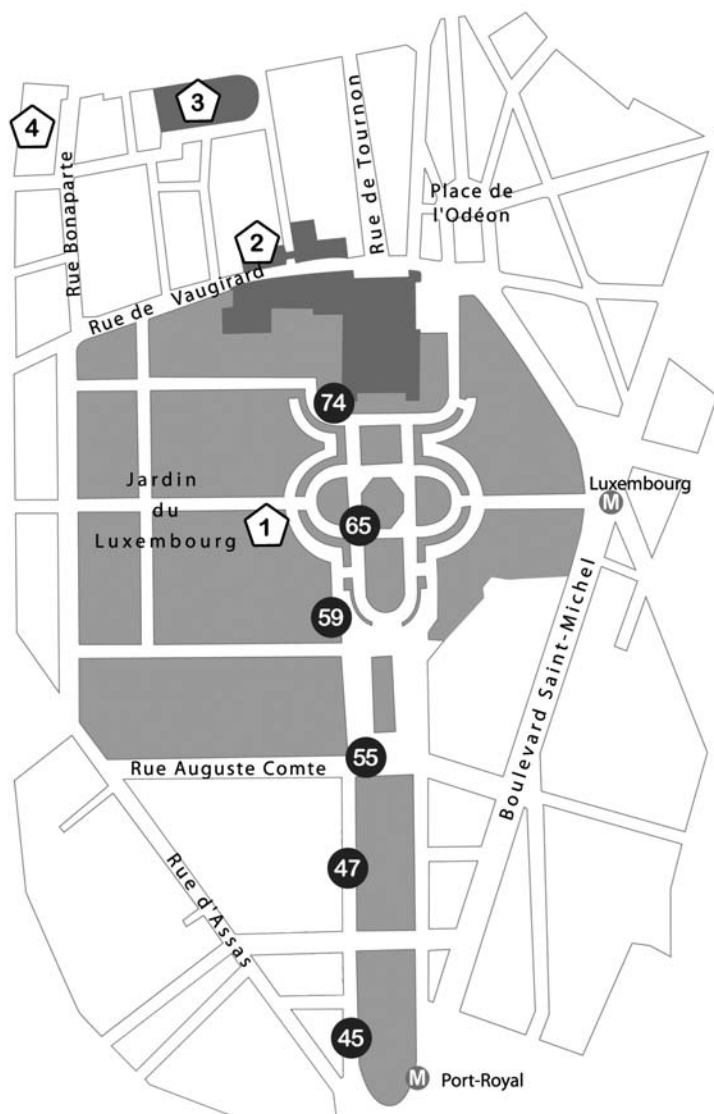 3
4
Rue Bonaparte
Rue de Tournon
Place de
l'Odéon
2
Rue de Vaugirard
74
Jardin
du
Luxembourg
1
65
Luxembourg
M
59
Boulevard Saint-Michel
55
Rue Auguste Comte
47
Rue d'Assas
45
M
Port-Royal